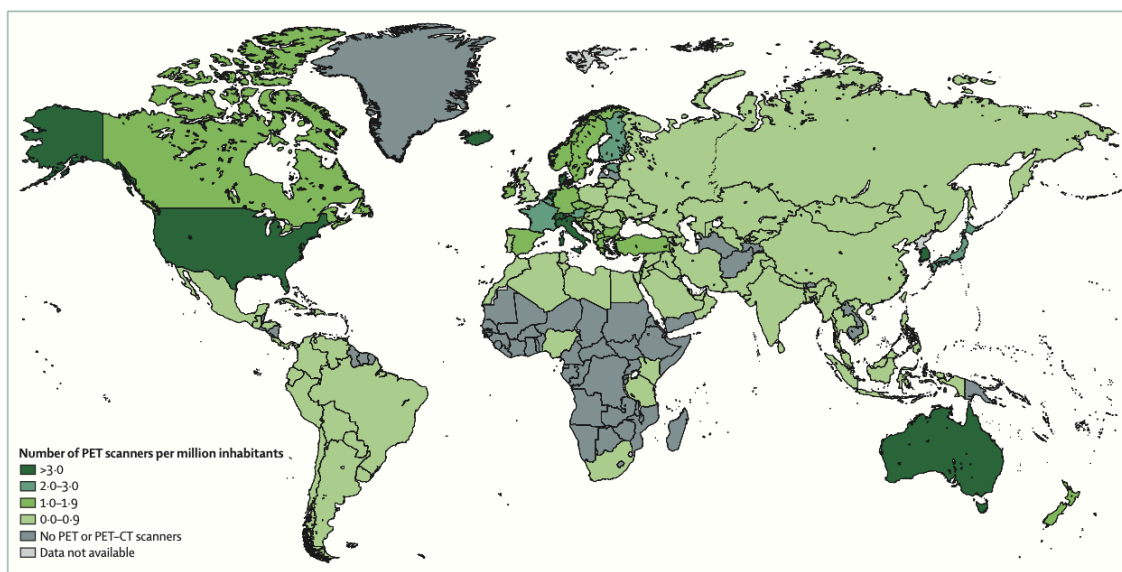 Number of PET scanners per million inhabitants
>3·0
2·0–3·0
1·0–1·9
0·0–0·9
No PET or PET–CT scanners
Data not available